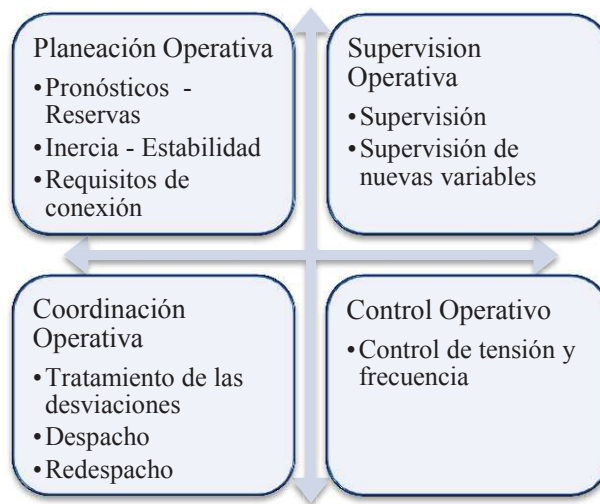 Planeación Operativa
•Pronósticos - 
Reservas
•Inercia - Estabilidad
•Requisitos de
conexión
Supervision
Operativa
•Supervisión
•Supervisión de
nuevas variables
Coordinación
Operativa
•Tratamiento de las
desviaciones
•Despacho
•Redespacho
Control Operativo
•Control de tensión y
frecuencia